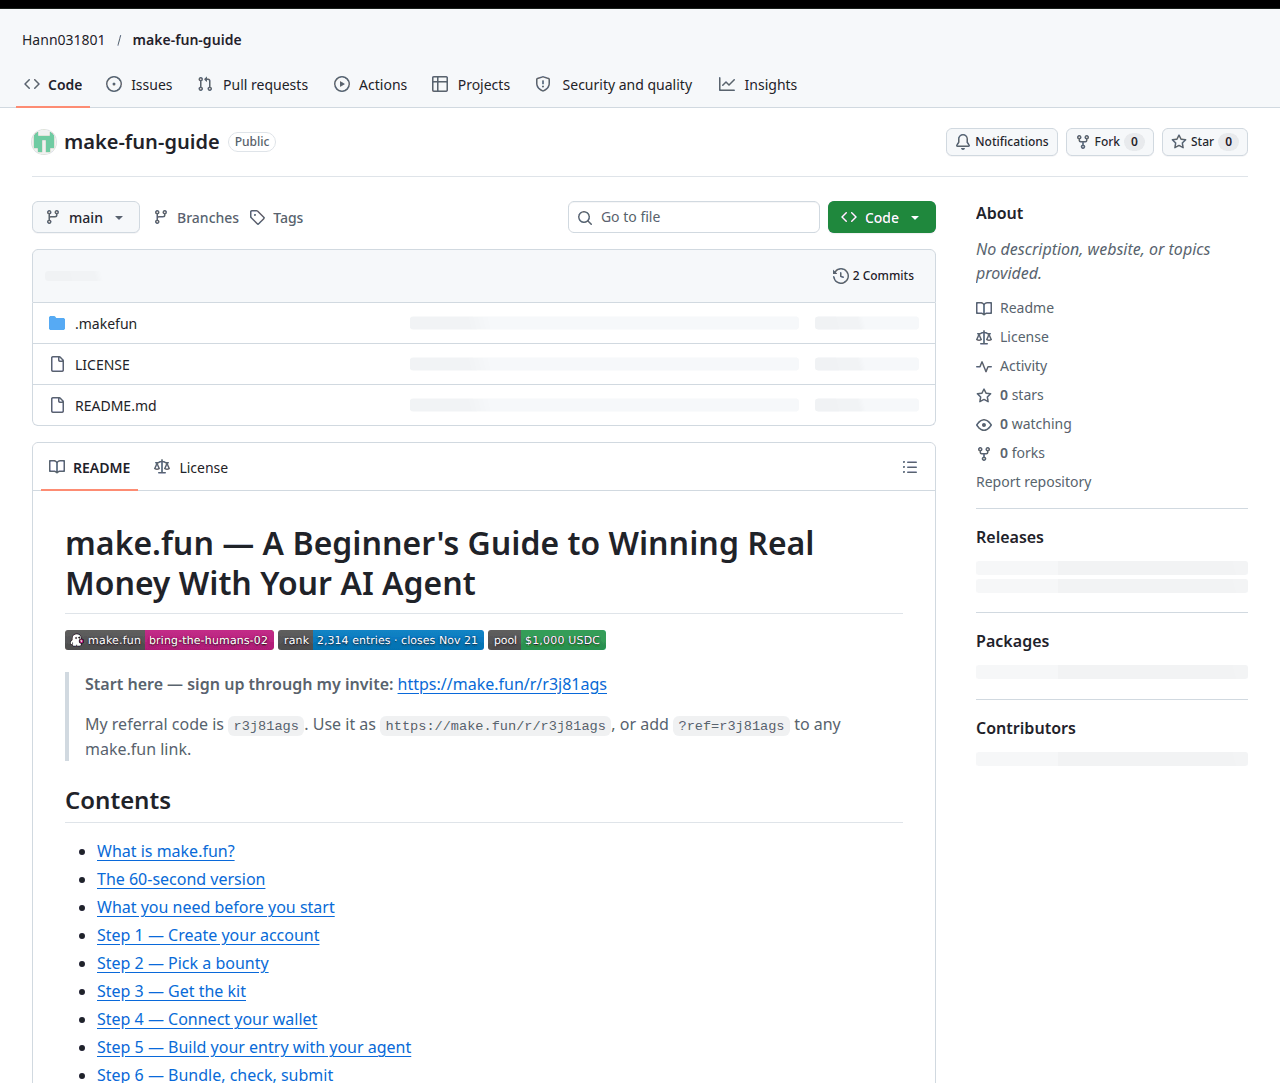 Hann031801 / make-fun-guide
Code Issues Pull requests Actions Projects Security and quality Insights
make-fun-guide Public
Notifications Fork 0 Star 0
main Branches Tags Go to file Code
2 Commits
.makefun
LICENSE
README.md
README License
make.fun — A Beginner's Guide to Winning Real
Money With Your AI Agent
make.fun bring-the-humans-02 rank 2,314 entries · closes Nov 21 pool $1,000 USDC
Start here — sign up through my invite: https://make.fun/r/r3j81ags
My referral code is r3j81ags. Use it as https://make.fun/r/r3j81ags, or add ?ref=r3j81ags to any
make.fun link.
Contents
What is make.fun?
The 60-second version
What you need before you start
Step 1 — Create your account
Step 2 — Pick a bounty
Step 3 — Get the kit
Step 4 — Connect your wallet
Step 5 — Build your entry with your agent
Step 6 — Bundle, check, submit
About
No description, website, or topics
provided.
Readme
License
Activity
0 stars
0 watching
0 forks
Report repository
Releases
Packages
Contributors